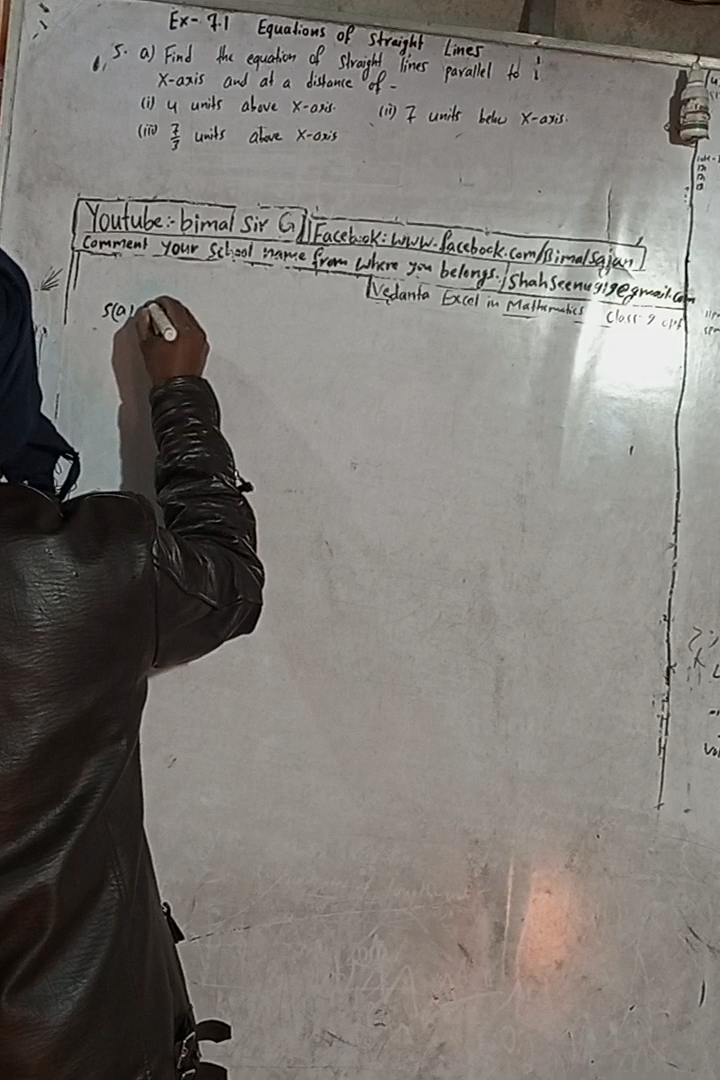 Ex- 7.1 Equations of Straight Lines
5. a) Find the equation of straight lines parallel to
X-axis and at a distance of -
(i) 4 units above X-axis. (ii) 7 units below X-axis.
(iii) 7/3 units above X-axis
Youtube:- bimal Sir G
Facebook: www.facebook.com/Bimalsajan
Comment your School name from where you belongs. /Shahseenu919@gmail.com
Vedanta Excel in Mathematics Class: 9 opt
5(a)